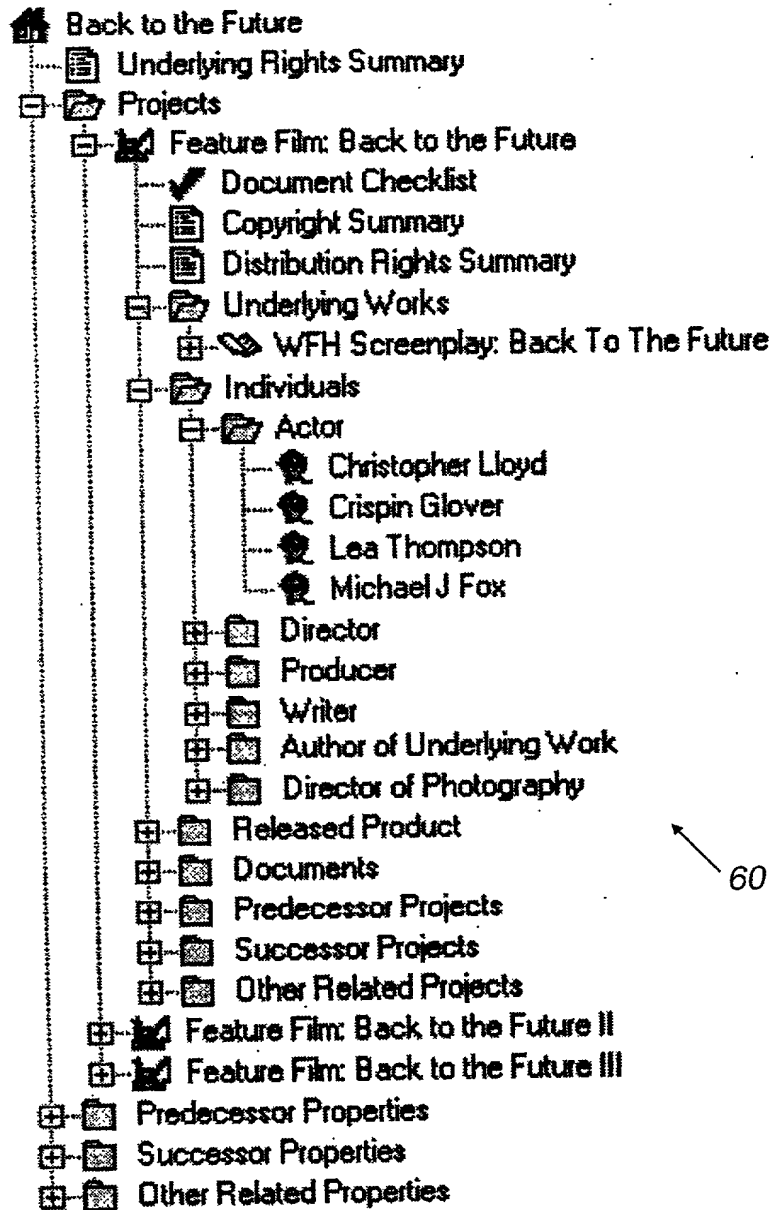 Back to the Future
Underlying Rights Summary
Projects
Feature Film: Back to the Future
Document Checklist
Copyright Summary
Distribution Rights Summary
Underlying Works
WFH Screenplay: Back To The Future
Individuals
Actor
Christopher Lloyd
Crispin Glover
Lea Thompson
Michael J Fox
Director
Producer
Writer
Author of Underlying Work
Director of Photography
Released Product
60
Documents
Predecessor Projects
Successor Projects
Other Related Projects
Feature Film: Back to the Future II
Feature Film: Back to the Future III
Predecessor Properties
Successor Properties
Other Related Properties